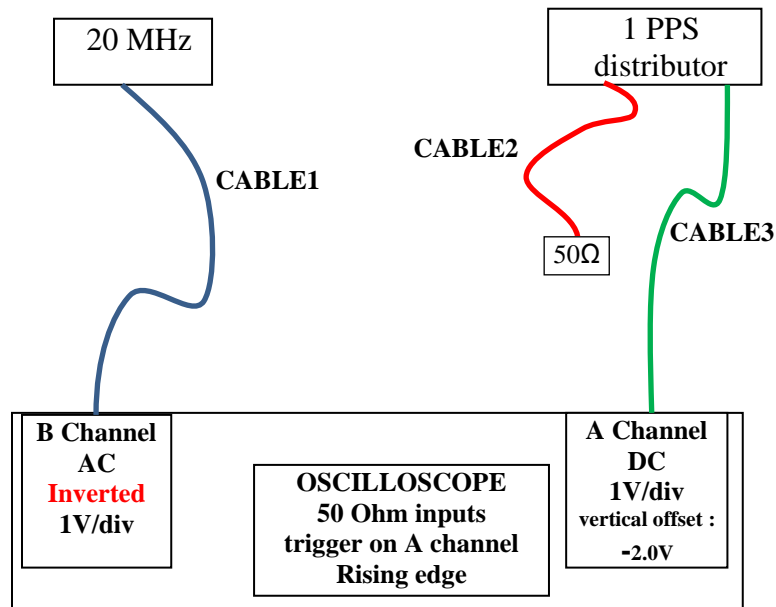 20 MHz
1 PPS
distributor
CABLE2
CABLE1
CABLE3
50Ω
B Channel
AC
Inverted
1V/div
OSCILLOSCOPE
50 Ohm inputs
trigger on A channel
Rising edge
A Channel
DC
1V/div
vertical offset :
-2.0V